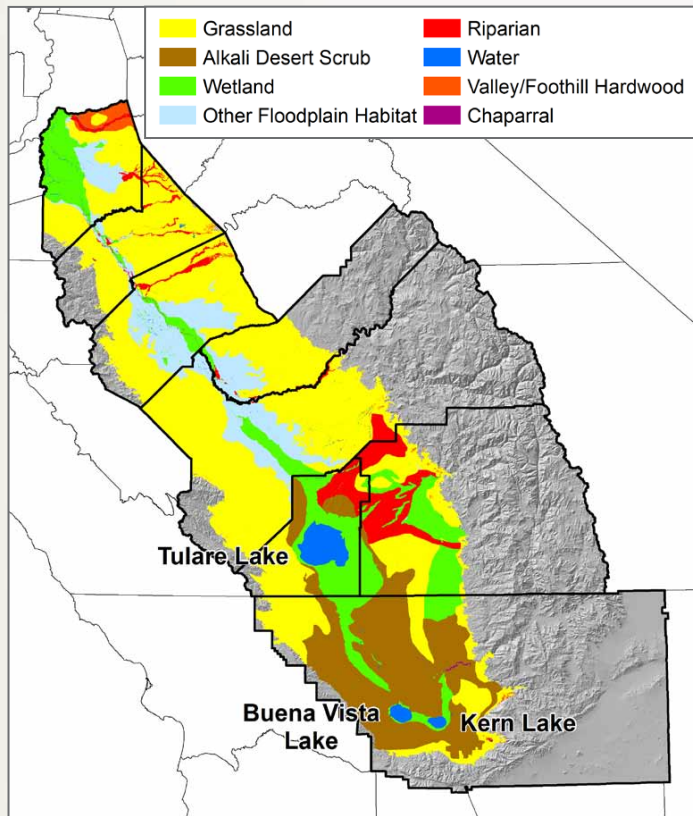 Grassland
Alkali Desert Scrub
Wetland
Other Floodplain Habitat
Riparian
Water
Valley/Foothill Hardwood
Chaparral
Tulare Lake
Buena Vista
Lake
Kern Lake